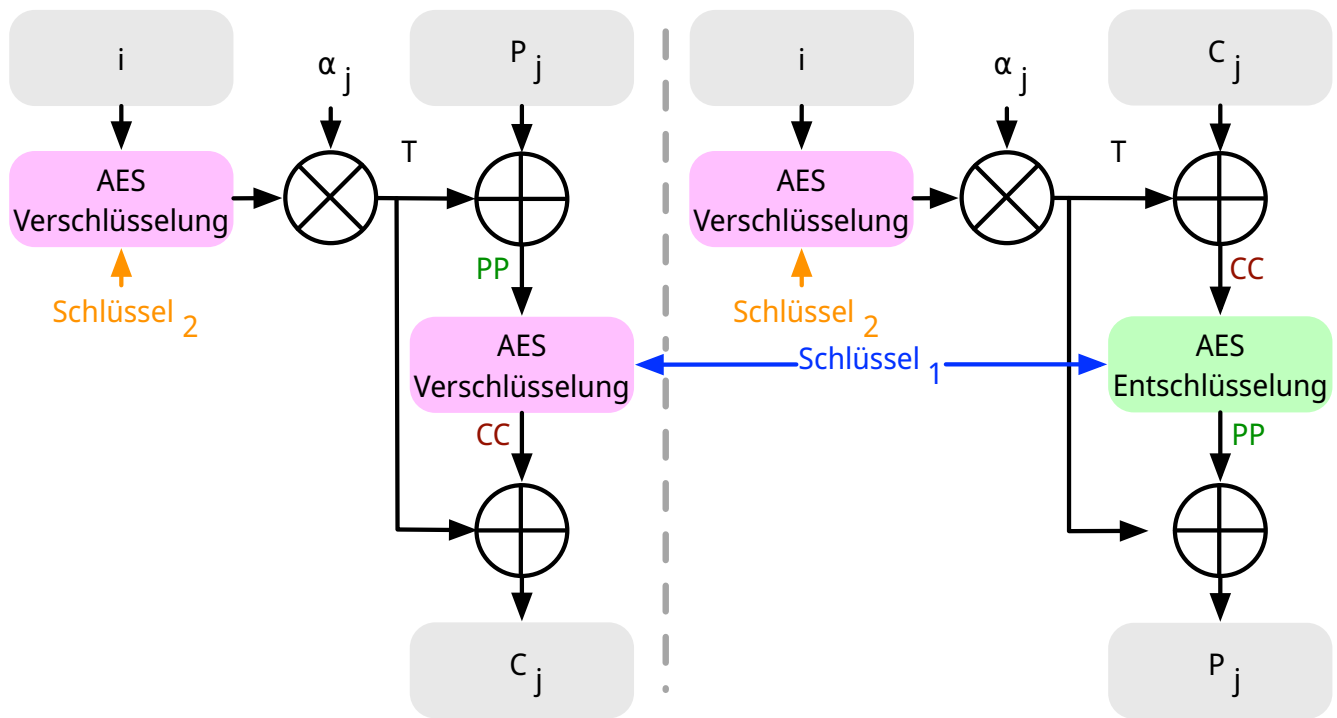 i
α j
P j
T
AES
Verschlüsselung
PP
Schlüssel 2
AES
Verschlüsselung
CC
C j
i
α j
C j
T
AES
Verschlüsselung
CC
Schlüssel 2
Schlüssel 1
AES
Entschlüsselung
PP
P j